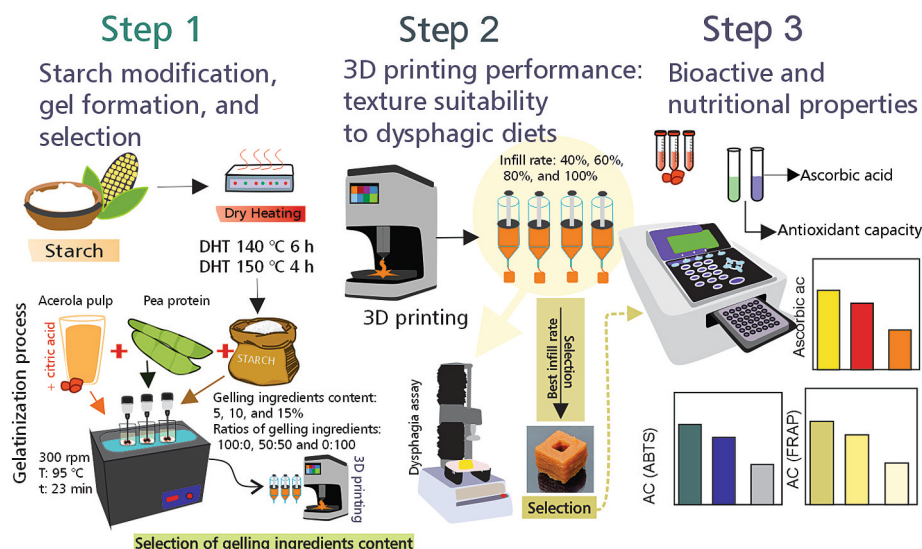 Step 1
Starch modification,
gel formation, and
selection
Starch
Dry Heating
DHT 140 °C 6 h
DHT 150 °C 4 h
Gelatinization process
Acerola pulp
+ citric acid
+
Pea protein
+
STARCH
Gelling ingredients content:
5, 10, and 15%
Ratios of gelling ingredients:
100:0, 50:50 and 0:100
300 rpm
T: 95 °C
t: 23 min
3D printing
Selection of gelling ingredients content
Step 2
3D printing performance:
texture suitability
to dysphagic diets
Infill rate: 40%, 60%,
80%, and 100%
3D printing
Dysphagia assay
Best infill rate
Selection
Selection
Step 3
Bioactive and
nutritional properties
Ascorbic acid
Antioxidant capacity
Ascorbic ac
AC (ABTS)
AC (FRAP)